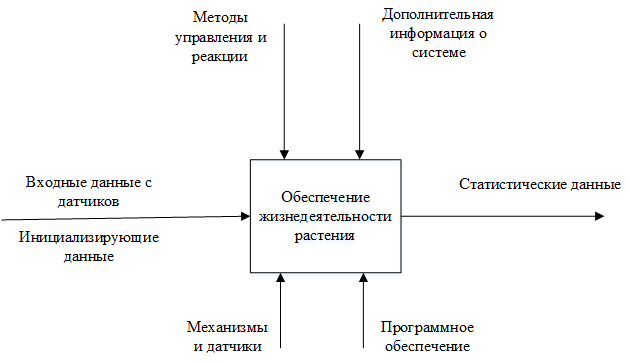 Методы
управления и
реакции
Дополнительная
информация о
системе
Входные данные с
датчиков
Инициализирующие
данные
Обеспечение
жизнедеятельности
растения
Статистические данные
Механизмы
и датчики
Программное
обеспечение